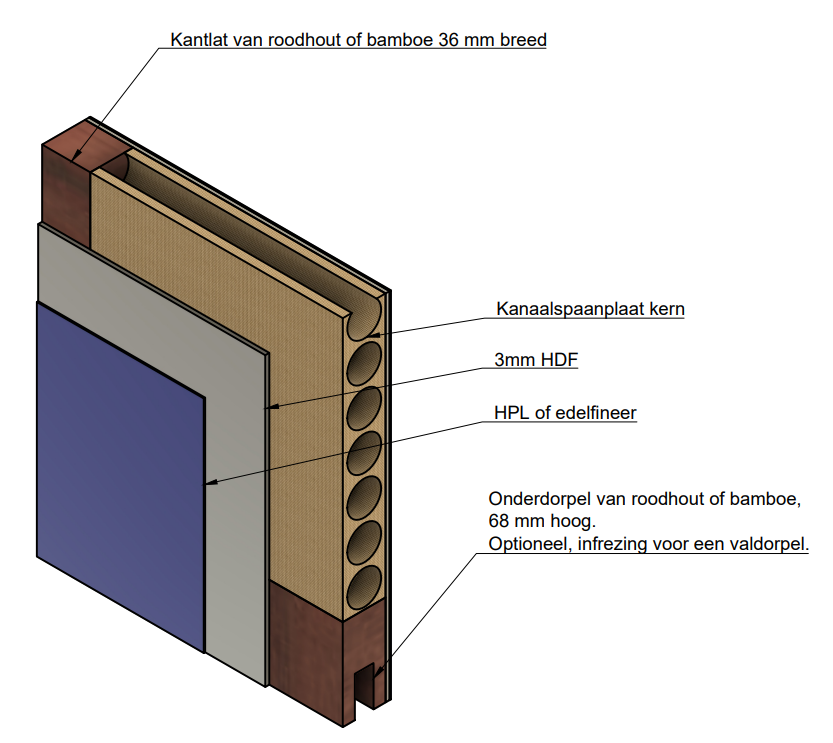 Kantlat van roodhout of bamboe 36 mm breed
Kanaalspaanplaat kern
3mm HDF
HPL of edelfineer
Onderdorpel van roodhout of bamboe,
68 mm hoog.
Optioneel, infrezing voor een valdorpel.